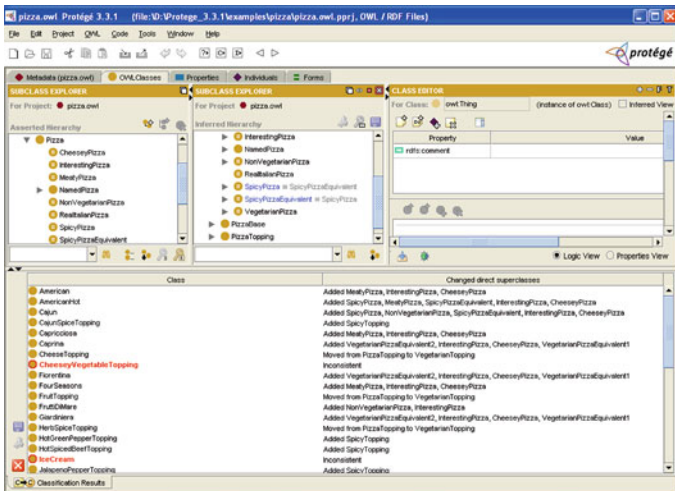 pizza.owl Protégé 3.3.1 (file:\D:\Protege_3.3.1\examples\pizza\pizza.owl.pprj, OWL / RDF Files)
File Edit Project OWL Code Tools Window Help
protégé
Metadata (pizza.owl) OWLClasses Properties Individuals Forms
SUBCLASS EXPLORER
For Project: pizza.owl
Asserted Hierarchy
Pizza
CheeseyPizza
InterestingPizza
MeatyPizza
NamedPizza
NonVegetarianPizza
RealItalianPizza
SpicyPizza
SpicyPizzaEquivalent
SUBCLASS EXPLORER
For Project: pizza.owl
Inferred Hierarchy
InterestingPizza
NamedPizza
NonVegetarianPizza
RealItalianPizza
SpicyPizza ≡ SpicyPizzaEquivalent
SpicyPizzaEquivalent ≡ SpicyPizza
VegetarianPizza
PizzaBase
PizzaTopping
CLASS EDITOR
For Class: owl:Thing (instance of owl:Class) Inferred View
Property Value
rdfs:comment
Logic View Properties View
Class Changed direct superclasses
American Added MeatyPizza, InterestingPizza, CheeseyPizza
AmericanHot Added SpicyPizza, MeatyPizza, SpicyPizzaEquivalent, InterestingPizza, CheeseyPizza
Cajun Added SpicyPizza, NonVegetarianPizza, SpicyPizzaEquivalent, InterestingPizza, CheeseyPizza
CajunSpiceTopping Added SpicyTopping
Capricciosa Added MeatyPizza, InterestingPizza, CheeseyPizza
Caprina Added VegetarianPizzaEquivalent2, InterestingPizza, CheeseyPizza, VegetarianPizzaEquivalent1
CheeseTopping Moved from PizzaTopping to VegetarianTopping
CheeseyVegetableTopping Inconsistent
Fiorentina Added VegetarianPizzaEquivalent2, InterestingPizza, CheeseyPizza, VegetarianPizzaEquivalent1
FourSeasons Added MeatyPizza, InterestingPizza, CheeseyPizza
FruitTopping Moved from PizzaTopping to VegetarianTopping
FruttiDiMare Added NonVegetarianPizza, InterestingPizza
Giardiniera Added VegetarianPizzaEquivalent2, InterestingPizza, CheeseyPizza, VegetarianPizzaEquivalent1
HerbSpiceTopping Moved from PizzaTopping to VegetarianTopping
HotGreenPepperTopping Added SpicyTopping
HotSpicedBeefTopping Added SpicyTopping
IceCream Inconsistent
JalapenoPepperTopping Added SpicyTopping
Classification Results